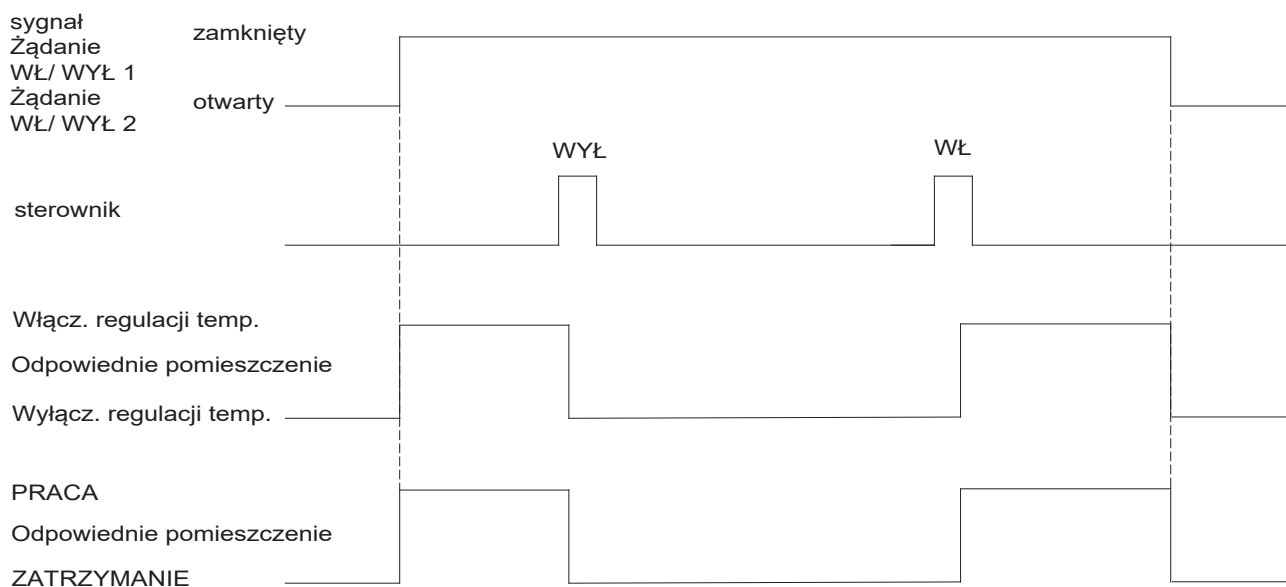 sygnał
Żądanie
WŁ/ WYŁ 1
Żądanie
WŁ/ WYŁ 2
zamknięty
otwarty
WYŁ
WŁ
sterownik
Włącz. regulacji temp.
Odpowiednie pomieszczenie
Wyłącz. regulacji temp.
PRACA
Odpowiednie pomieszczenie
ZATRZYMANIE